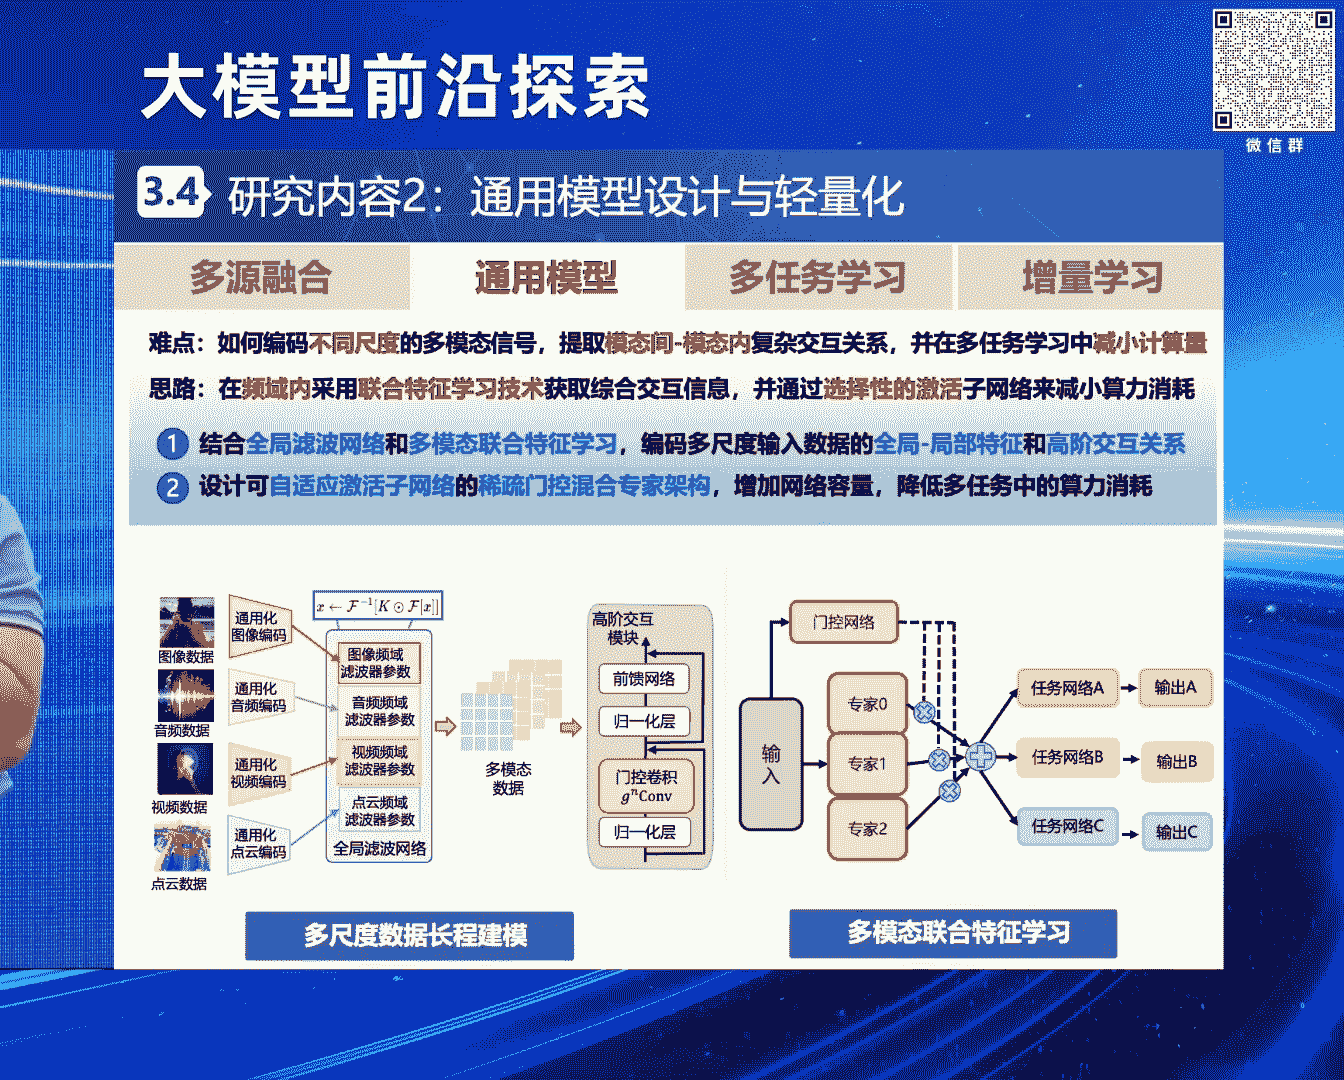 大模型前沿探索
微信群
3.4 研究内容2：通用模型设计与轻量化
多源融合 通用模型 多任务学习 增量学习
难点：如何编码不同尺度的多模态信号，提取模态间-模态内复杂交互关系，并在多任务学习中减小计算量
思路：在频域内采用联合特征学习技术获取综合交互信息，并通过选择性的激活子网络来减小算力消耗
1 结合全局滤波网络和多模态联合特征学习，编码多尺度输入数据的全局-局部特征和高阶交互关系
2 设计可自适应激活子网络的稀疏门控混合专家架构，增加网络容量，降低多任务中的算力消耗
图像数据
音频数据
视频数据
点云数据
通用化
图像编码
通用化
音频编码
通用化
视频编码
通用化
点云编码
x ← F⁻¹[K ⊙ F[x]]
图像频域
滤波器参数
音频频域
滤波器参数
视频频域
滤波器参数
点云频域
滤波器参数
全局滤波网络
多模态
数据
高阶交互
模块
前馈网络
归一化层
门控卷积
gⁿConv
归一化层
多尺度数据长程建模
门控网络
输
入
专家0
专家1
专家2
任务网络A 输出A
任务网络B 输出B
任务网络C 输出C
多模态联合特征学习